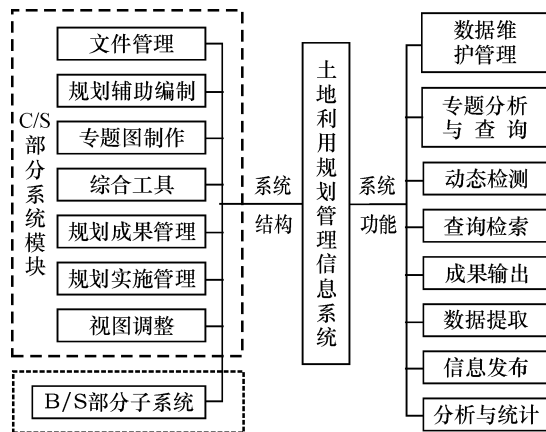 C/S
部分系统模块
文件管理
规划辅助编制
专题图制作
综合工具
规划成果管理
规划实施管理
视图调整
B/S部分子系统
系统
结构
土地利用规划管理信息系统
系统
功能
数据维
护管理
专题分析
与查询
动态检测
查询检索
成果输出
数据提取
信息发布
分析与统计